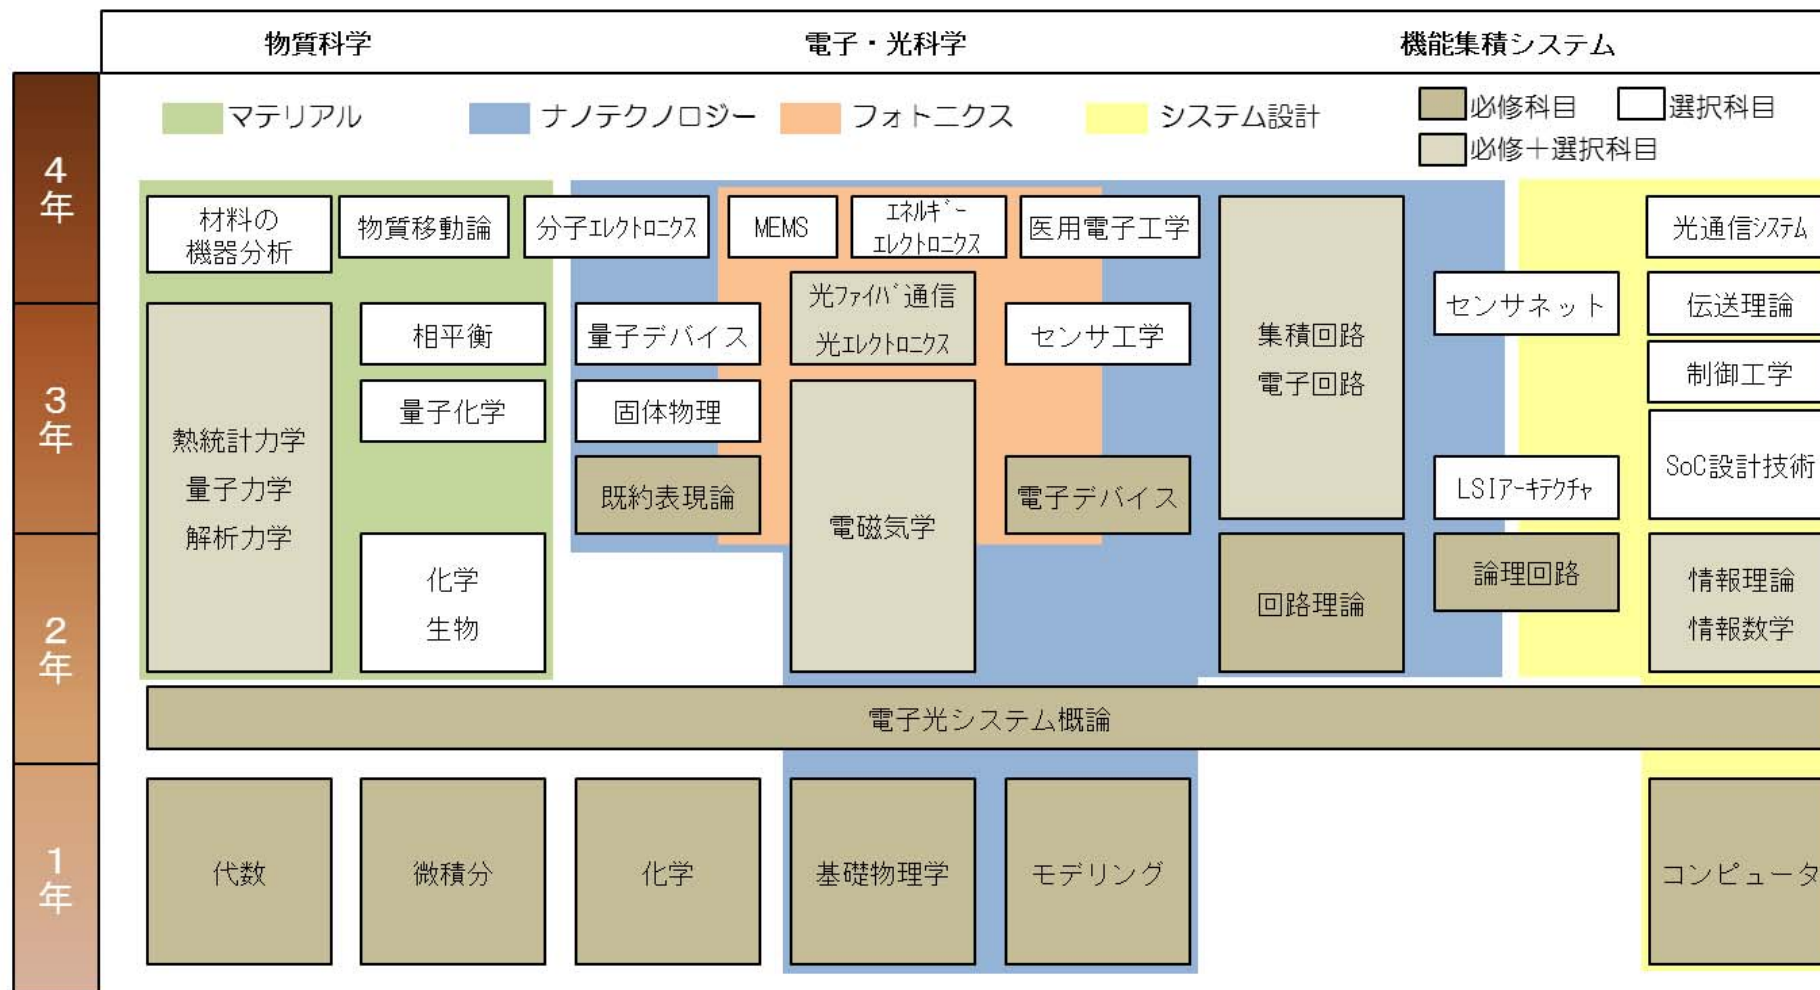 物質科学
電子・光科学
機能集積システム
マテリアル
ナノテクノロジー
フォトニクス
システム設計
必修科目
選択科目
必修＋選択科目
4
年
材料の
機器分析
物質移動論
分子エレクトロニクス
MEMS
エネルギー
エレクトロニクス
医用電子工学
光通信システム
3
年
熱統計力学
量子力学
解析力学
相平衡
量子化学
量子デバイス
固体物理
既約表現論
光ファイバ通信
光エレクトロニクス
センサ工学
電磁気学
電子デバイス
集積回路
電子回路
センサネット
LSIアーキテクチャ
伝送理論
制御工学
SoC設計技術
2
年
化学
生物
回路理論
論理回路
情報理論
情報数学
電子光システム概論
1
年
代数
微積分
化学
基礎物理学
モデリング
コンピュータ